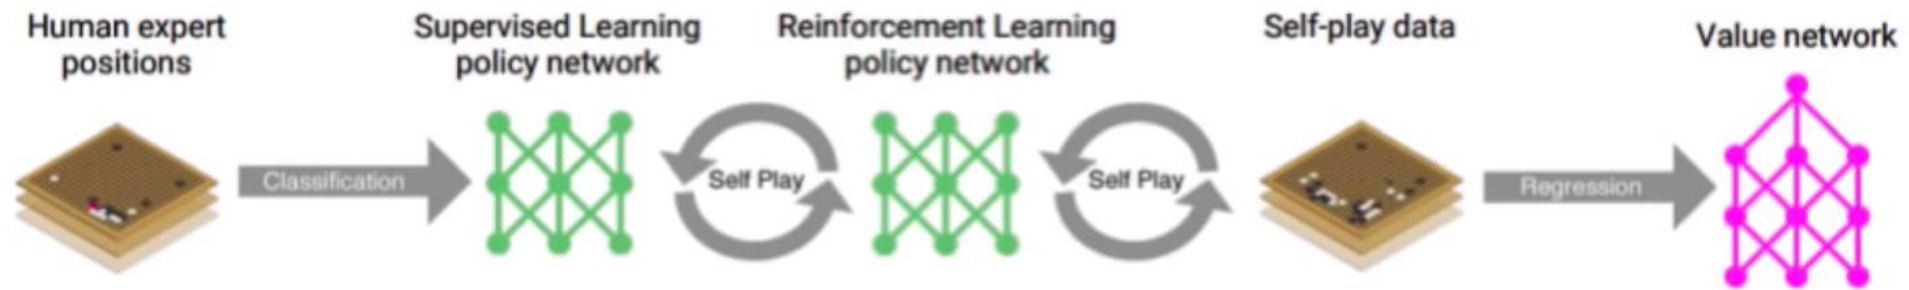 Human expert
positions
Classification
Supervised Learning
policy network
Self Play
Reinforcement Learning
policy network
Self Play
Self-play data
Regression
Value network